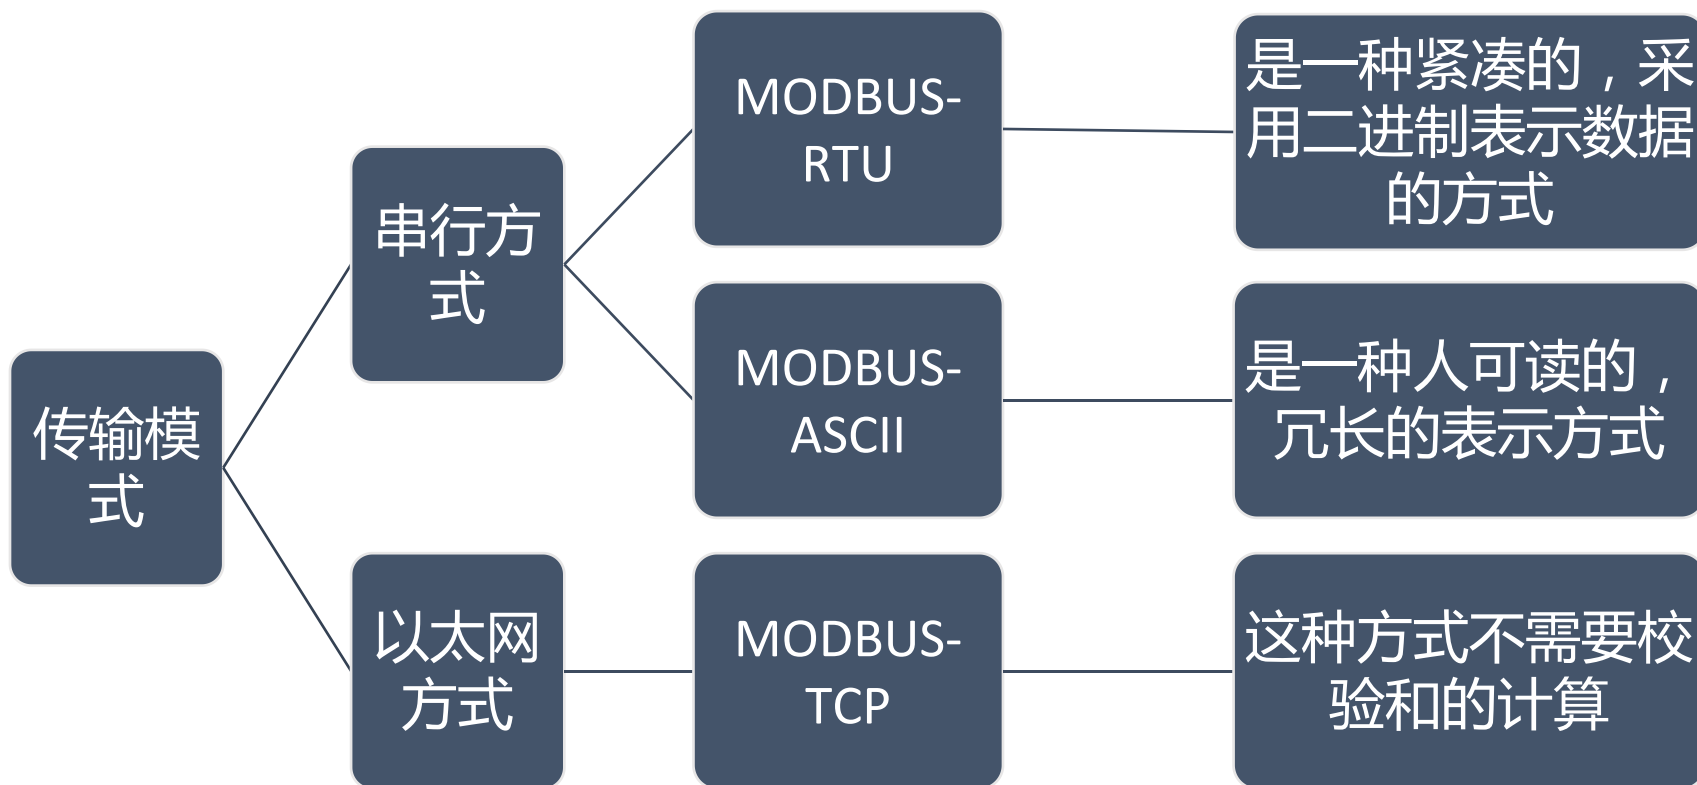 传输模
式
串行方
式
以太网
方式
MODBUS-
RTU
MODBUS-
ASCII
MODBUS-
TCP
是一种紧凑的，采
用二进制表示数据
的方式
是一种人可读的，
冗长的表示方式
这种方式不需要校
验和的计算